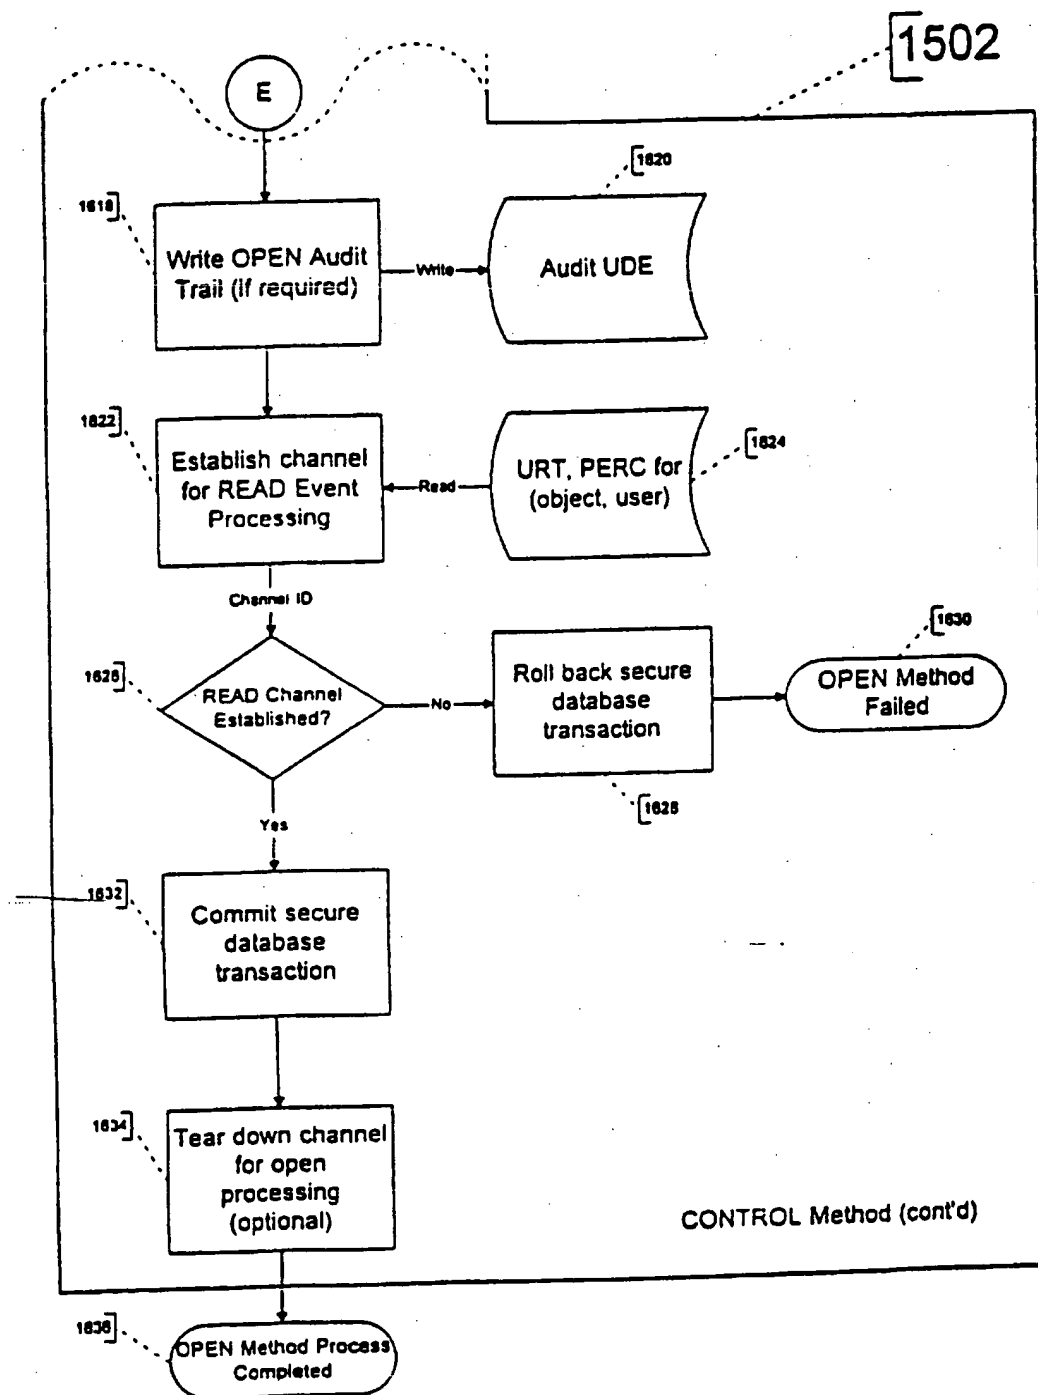 1502
E
1620
1618
Write OPEN Audit
Trail (if required)
Write
Audit UDE
1622
Establish channel
for READ Event
Processing
Read
URT, PERC for
(object, user)
1624
Channel ID
1630
1626
READ Channel
Established?
No
Roll back secure
database
transaction
OPEN Method
Failed
1628
Yes
1632
Commit secure
database
transaction
1634
Tear down channel
for open
processing
(optional)
CONTROL Method (cont'd)
1636
OPEN Method Process
Completed